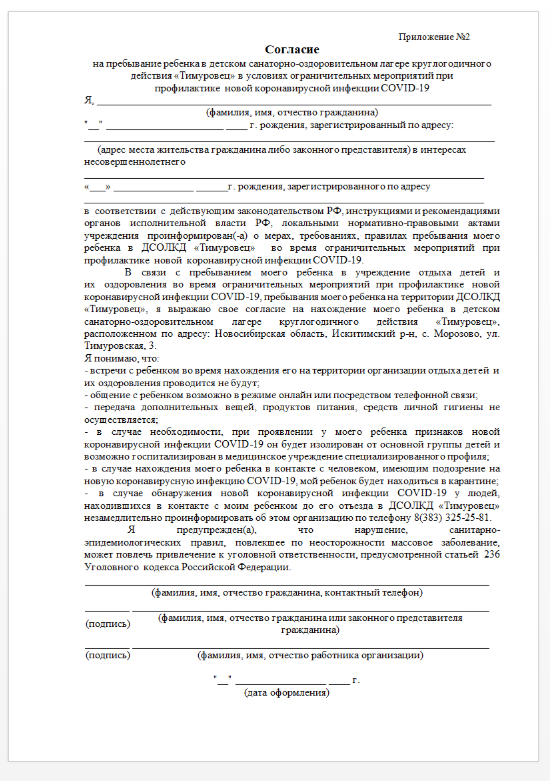 Приложение №2
Согласие
на пребывание ребенка в детском санаторно-оздоровительном лагере круглогодичного
действия «Тимуровец» в условиях ограничительных мероприятий при
профилактике новой коронавирусной инфекции COVID-19
Я, ____________________________________________
(фамилия, имя, отчество гражданина)
"__" ______________________ ____ г. рождения, зарегистрированный по адресу:
____________________________________________
(адрес места жительства гражданина либо законного представителя) в интересах
несовершеннолетнего
____________________________________________
«___» ________________ ______г. рождения, зарегистрированного по адресу
____________________________________________
в соответствии с действующим законодательством РФ, инструкциями и рекомендациями
органов исполнительной власти РФ, локальными нормативно-правовыми актами
учреждения проинформирован(-а) о мерах, требованиях, правилах пребывания моего
ребенка в ДСОЛКД «Тимуровец» во время ограничительных мероприятий при
профилактике новой коронавирусной инфекции COVID-19.
В связи с пребыванием моего ребенка в учреждение отдыха детей и
их оздоровления во время ограничительных мероприятий при профилактике новой
коронавирусной инфекции COVID-19, пребывания моего ребенка на территории ДСОЛКД
«Тимуровец», я выражаю свое согласие на нахождение моего ребенка в детском
санаторно-оздоровительном лагере круглогодичного действия «Тимуровец»,
расположенном по адресу: Новосибирская область, Искитимский р-н, с. Морозово, ул.
Тимуровская, 3.
Я понимаю, что:
- встречи с ребенком во время нахождения его на территории организации отдыха детей и
их оздоровления проводится не будут;
- общение с ребенком возможно в режиме онлайн или посредством телефонной связи;
- передача дополнительных вещей, продуктов питания, средств личной гигиены не
осуществляется;
- в случае необходимости, при проявлении у моего ребенка признаков новой
коронавирусной инфекции COVID-19 он будет изолирован от основной группы детей и
возможно госпитализирован в медицинское учреждение специализированного профиля;
- в случае нахождения моего ребенка в контакте с человеком, имеющим подозрение на
новую коронавирусную инфекцию COVID-19, мой ребенок будет находиться в карантине;
- в случае обнаружения новой коронавирусной инфекции COVID-19 у людей,
находившихся в контакте с моим ребенком до его отъезда в ДСОЛКД «Тимуровец»
незамедлительно проинформировать об этом организацию по телефону 8(383) 325-25-81.
Я предупрежден(а), что нарушение, санитарно-
эпидемиологических правил, повлекшее по неосторожности массовое заболевание,
может повлечь привлечение к уголовной ответственности, предусмотренной статьей 236
Уголовного кодекса Российской Федерации.
____________________________________________
(фамилия, имя, отчество гражданина, контактный телефон)
________ ____________________________________
(подпись) (фамилия, имя, отчество гражданина или законного представителя
гражданина)
________ ____________________________________
(подпись) (фамилия, имя, отчество работника организации)
"__" _________________ ____ г.
(дата оформления)